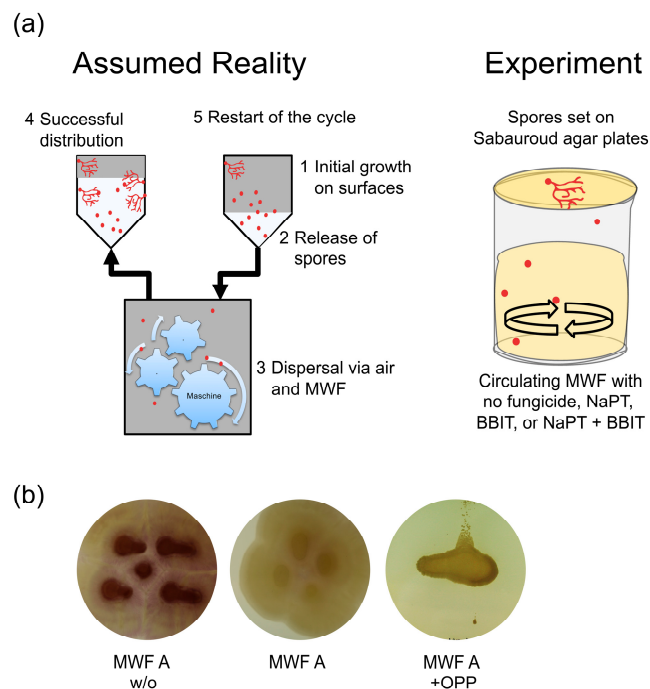 (a)
Assumed Reality
Experiment
4 Successful
distribution
5 Restart of the cycle
1 Initial growth
on surfaces
2 Release of
spores
3 Dispersal via air
and MWF
Maschine
Spores set on
Sabauroud agar plates
Circulating MWF with
no fungicide, NaPT,
BBIT, or NaPT + BBIT
(b)
MWF A
w/o
MWF A
MWF A
+OPP